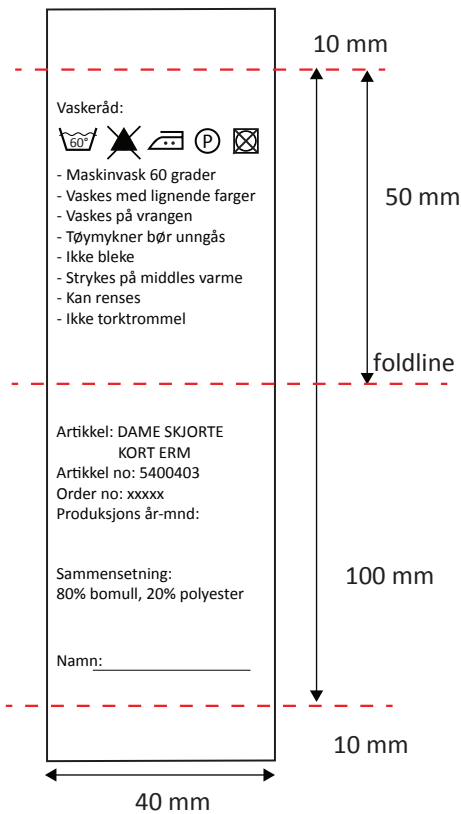 10 mm
Vaskeråd:
60° P
- Maskinvask 60 grader
- Vaskes med lignende farger
- Vaskes på vrangen
- Tøymykner bør unngås
- Ikke bleke
- Strykes på middles varme
- Kan renses
- Ikke torktrommel
50 mm
foldline
Artikkel: DAME SKJORTE
KORT ERM
Artikkel no: 5400403
Order no: xxxxx
Produksjons år-mnd:
Sammensetning:
80% bomull, 20% polyester
100 mm
Namn:
10 mm
40 mm